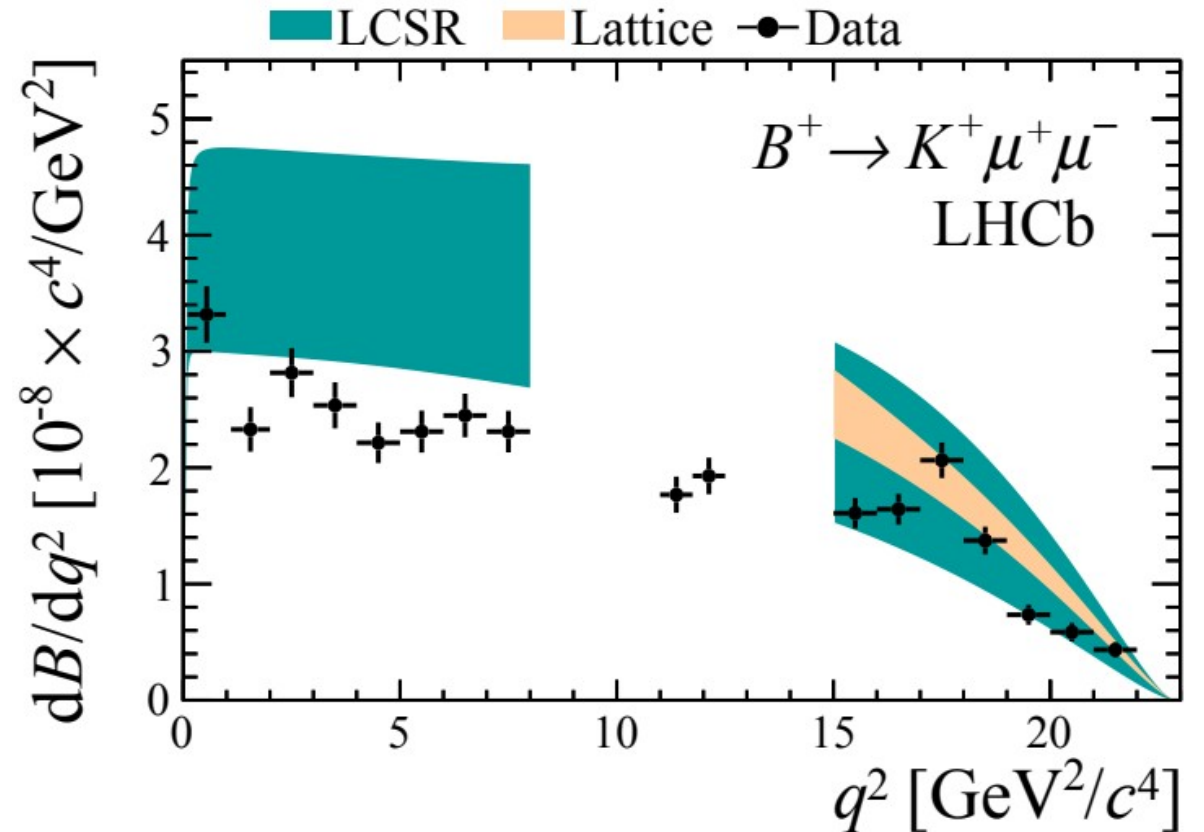 LCSR Lattice Data
dB/dq² [10⁻⁸ × c⁴/GeV²]
5
4
3
2
1
0
B⁺→K⁺μ⁺μ⁻
LHCb
0 5 10 15 20
q² [GeV²/c⁴]